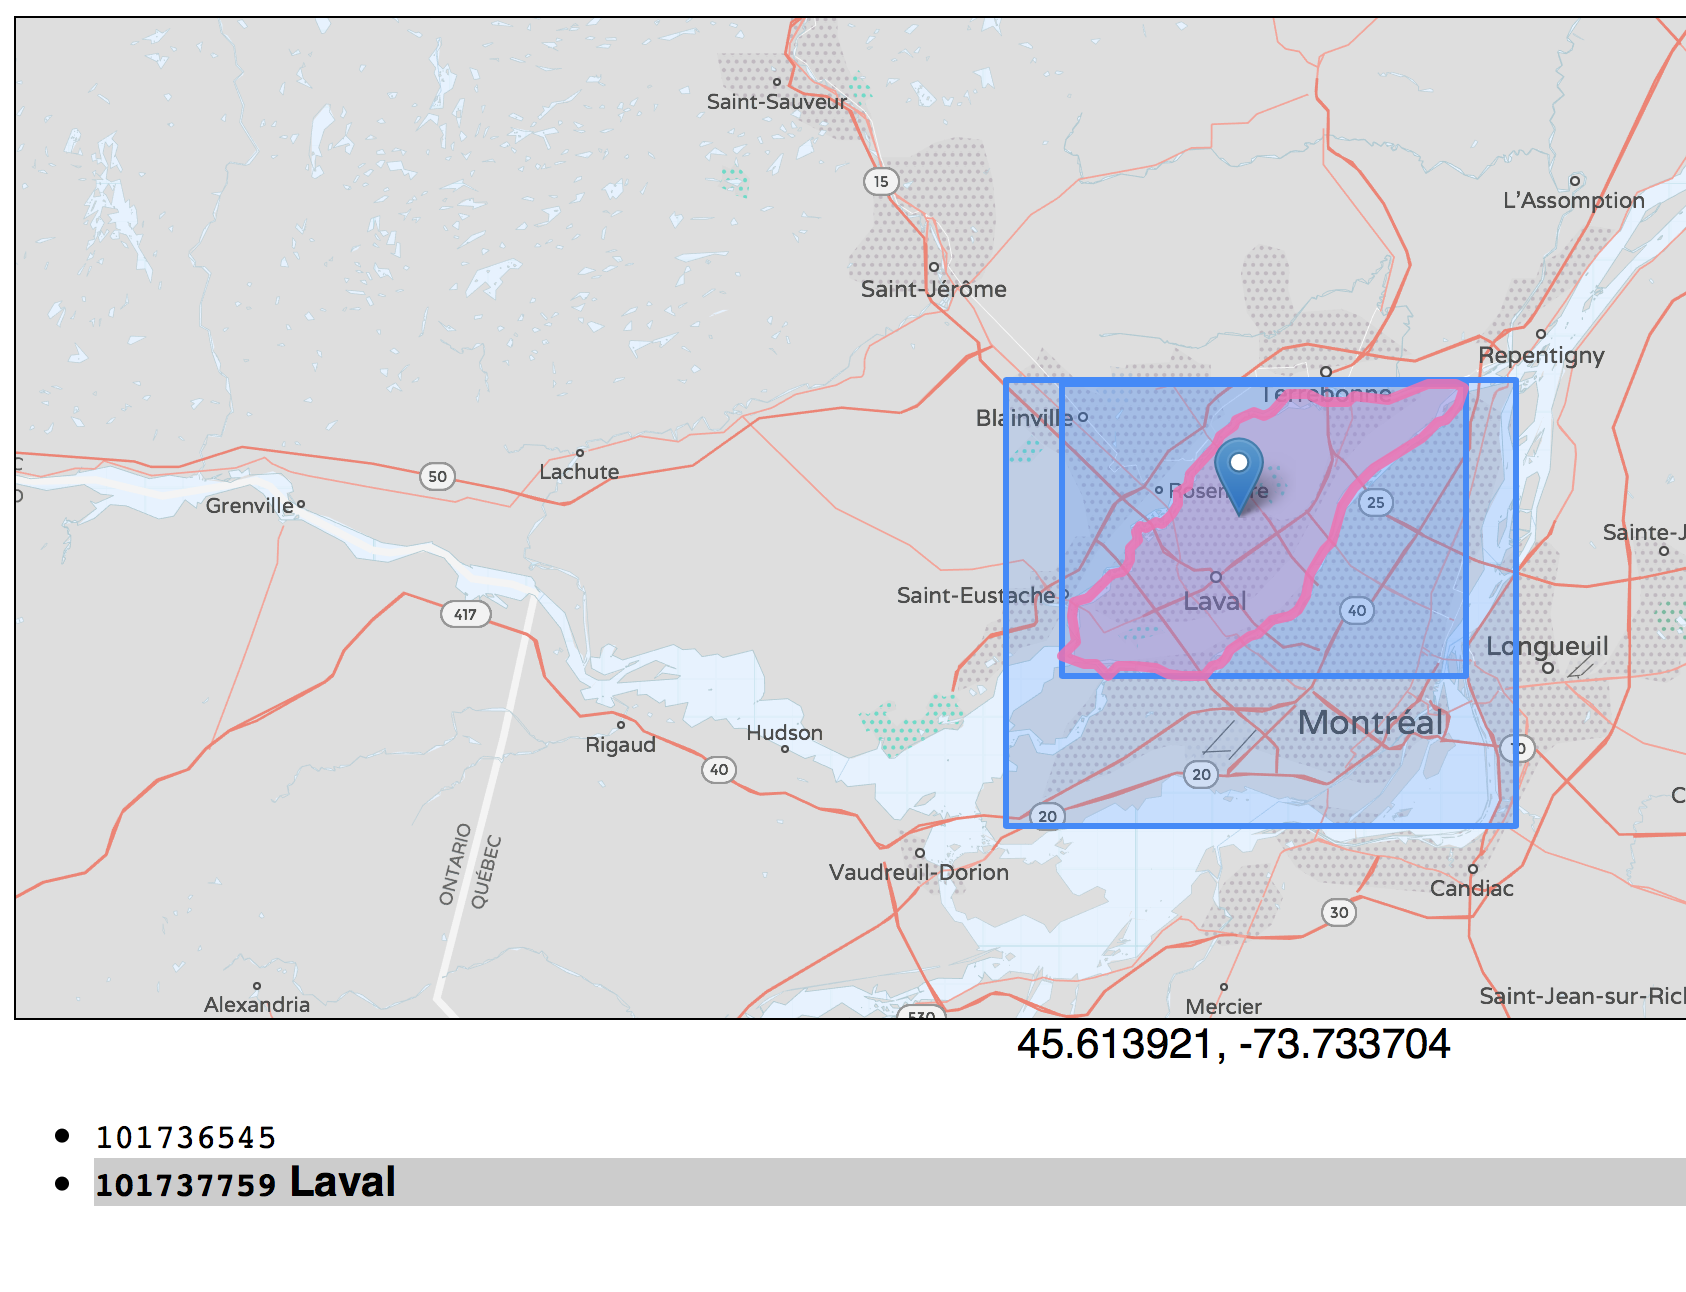 Saint-Sauveur
15
L'Assomption
Saint-Jérôme
Repentigny
Terrebonne
Blainville
Lachute
50
Rosemère
25
Grenville
Sainte-J
Saint-Eustache
Laval
40
417
Longueuil
Montréal
Hudson
Rigaud
10
40
20
20
ONTARIO
QUÉBEC
Vaudreuil-Dorion
Candiac
30
Alexandria
Mercier
Saint-Jean-sur-Rich
530
45.613921, -73.733704
101736545
101737759 Laval